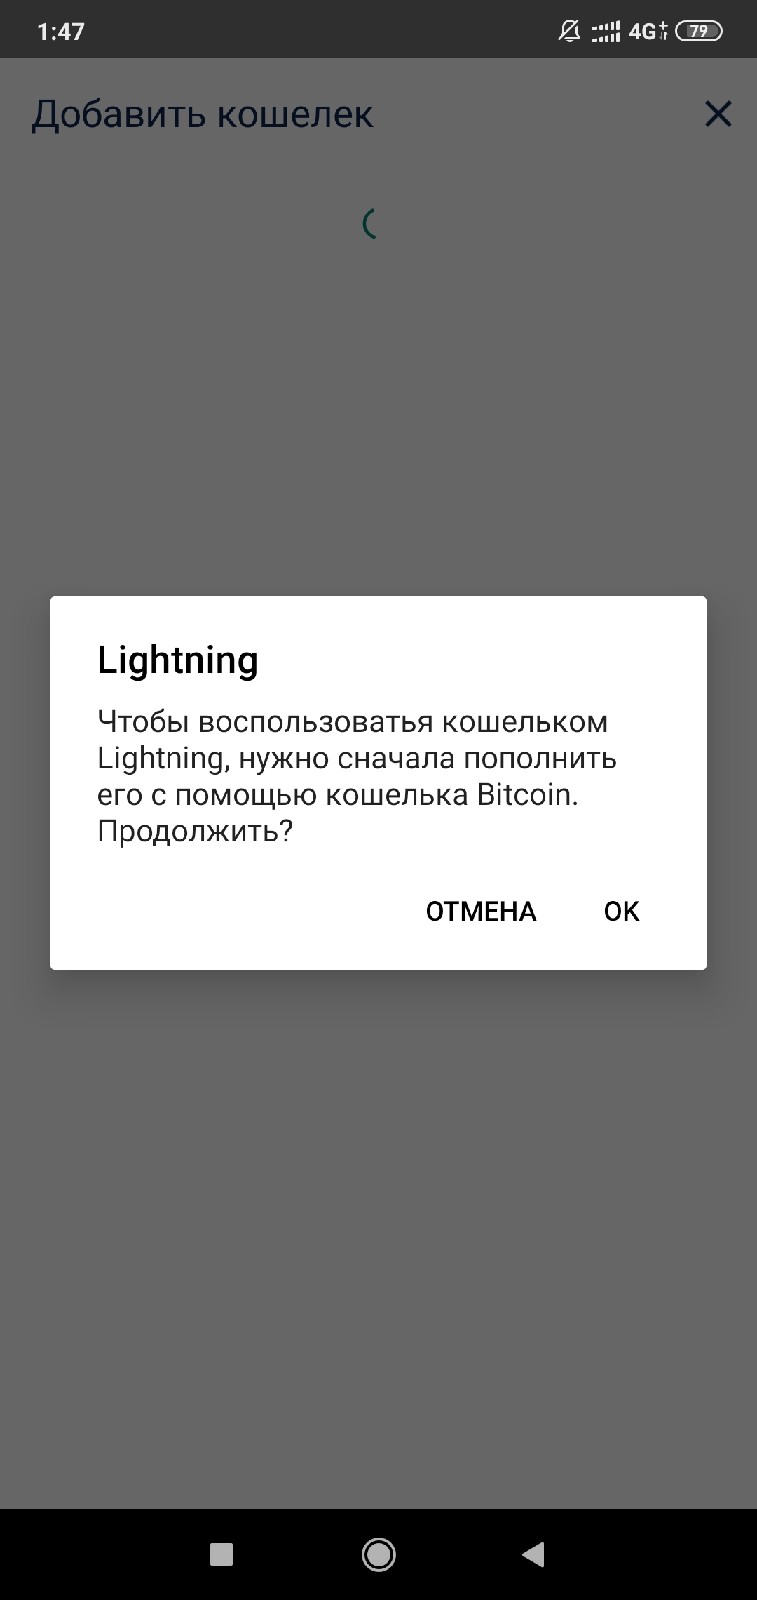 1:47
4G+
79
Добавить кошелек
Lightning
Чтобы воспользоватья кошельком
Lightning, нужно сначала пополнить
его с помощью кошелька Bitcoin.
Продолжить?
ОТМЕНА OK